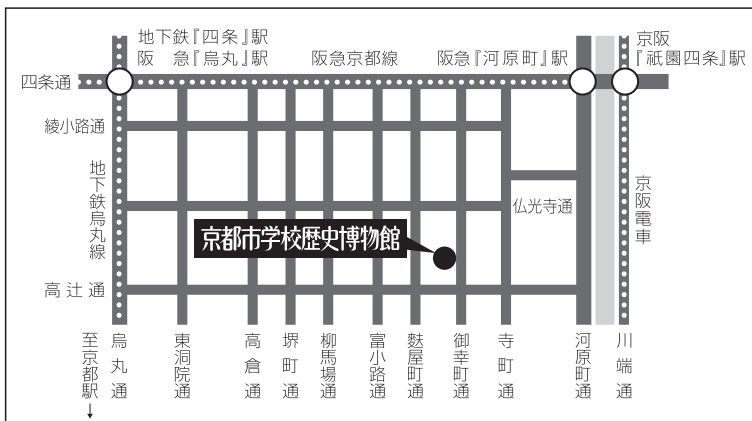 地下鉄『四条』駅
阪　急『烏丸』駅
阪急京都線
阪急『河原町』駅
京阪
『祇園四条』駅
四条通
綾小路通
地下鉄烏丸線
仏光寺通
京阪電車
京都市学校歴史博物館
高辻通
至京都駅
烏丸通
東洞院通
高倉通
堺町通
柳馬場通
富小路通
麩屋町通
御幸町通
寺町通
河原町通
川端通